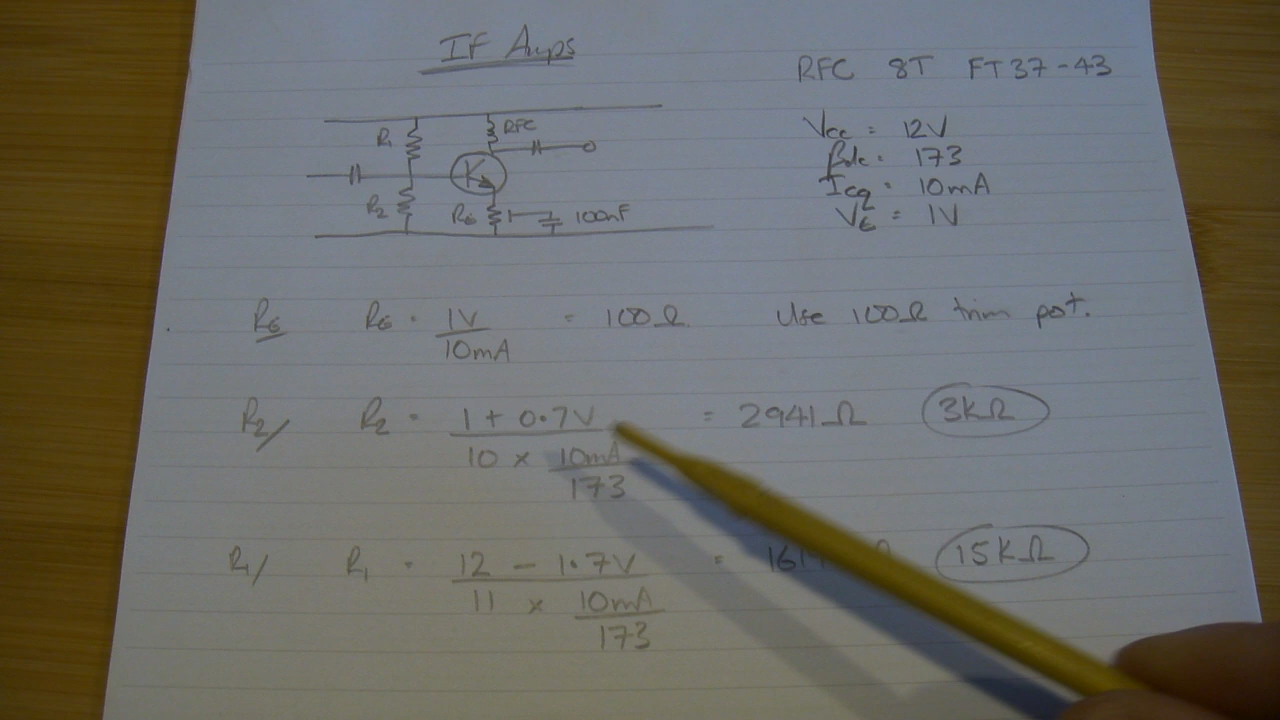 IF Amps
RFC 8T FT37-43
R1
RFC
R2
RE
100nF
Vcc = 12V
βdc = 173
Icq = 10mA
VE = 1V
RE RE = 1V / 10mA = 100Ω Use 100Ω trim pot.
R2/ R2 = 1 + 0.7V / 10 × 10mA / 173 = 2941Ω 3kΩ
R1/ R1 = 12 - 1.7V / 11 × 10mA / 173 = Ω 15kΩ